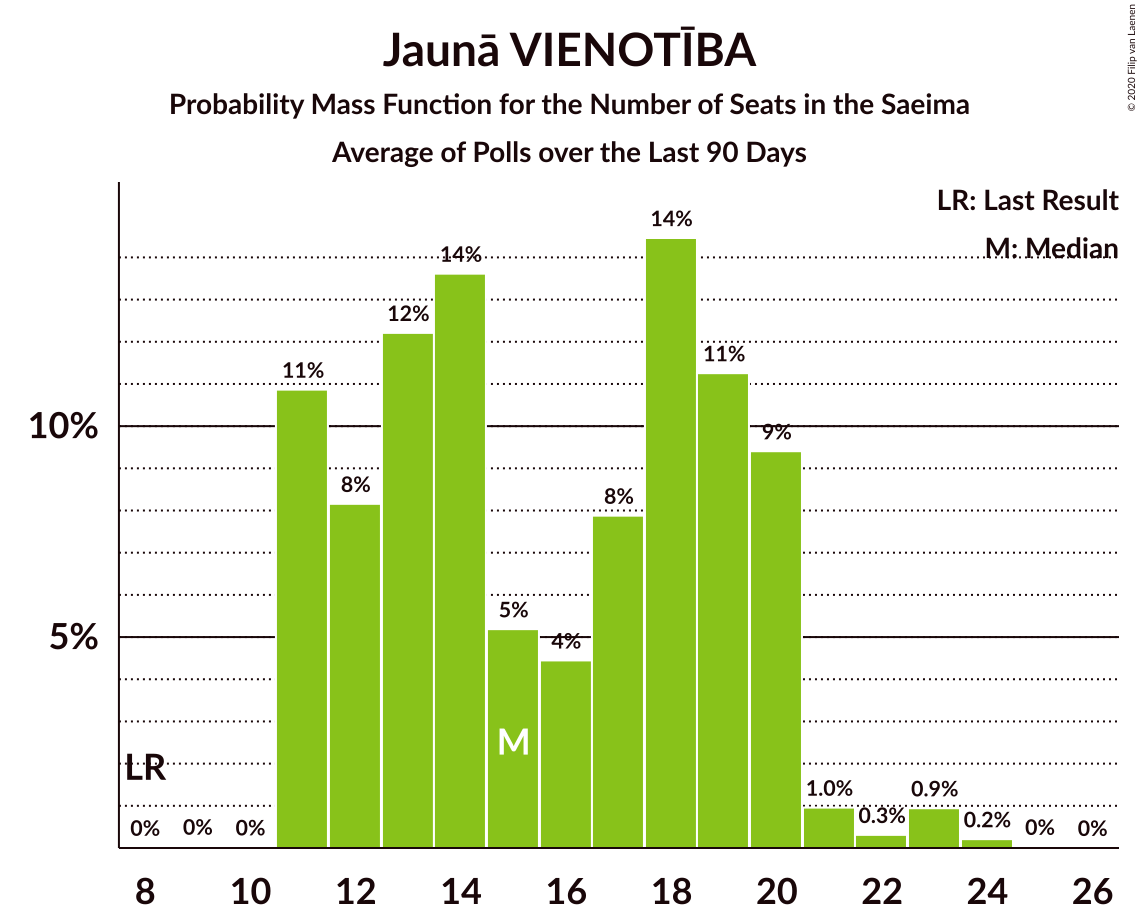 Jaunā VIENOTĪBA
Probability Mass Function for the Number of Seats in the Saeima
Average of Polls over the Last 90 Days
© 2020 Filip van Laenen
LR: Last Result
M: Median
10%
5%
LR
0%
0%
0%
11%
8%
12%
14%
5%
M
4%
8%
14%
11%
9%
1.0%
0.3%
0.9%
0.2%
0%
0%
8 10 12 14 16 18 20 22 24 26